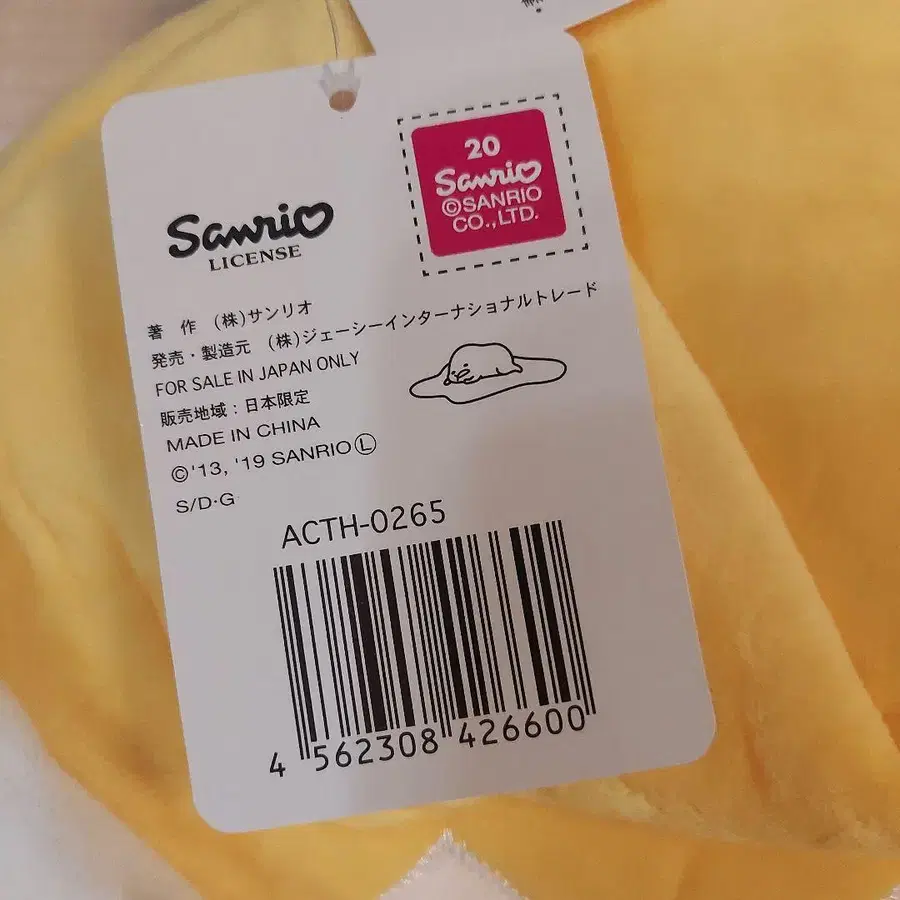 20
Sanrio
©SANRIO
CO.,LTD.
Sanrio
LICENSE
著 作 (株)サンリオ
発売・製造元 (株)ジェーシーインターナショナルトレード
FOR SALE IN JAPAN ONLY
販売地域：日本限定
MADE IN CHINA
©'13, '19 SANRIO Ⓛ
S/D·G
ACTH-0265
4 562308 426600